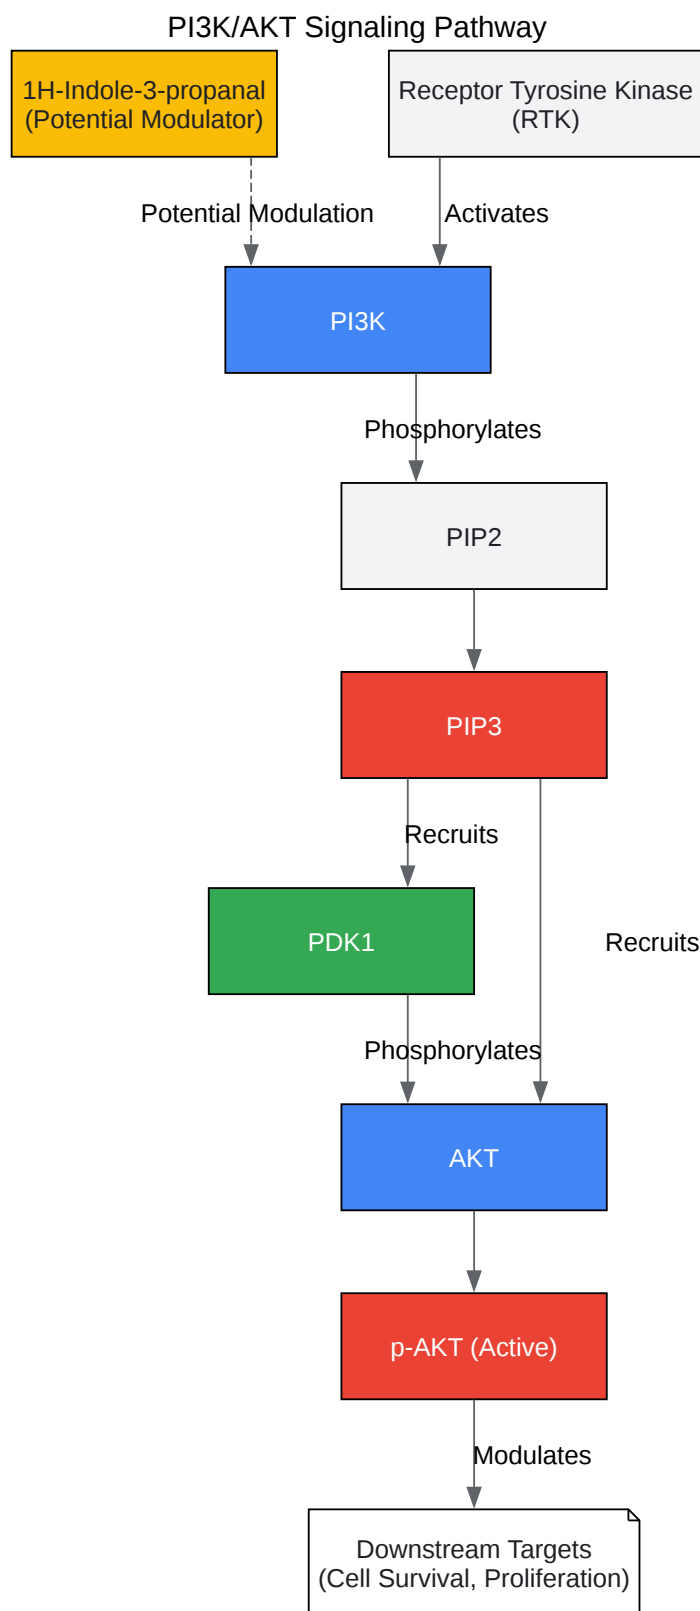 PI3K/AKT Signaling Pathway
1H-Indole-3-propanal
(Potential Modulator)
Receptor Tyrosine Kinase
(RTK)
Potential Modulation
Activates
PI3K
Phosphorylates
PIP2
PIP3
Recruits
PDK1
Recruits
Phosphorylates
AKT
p-AKT (Active)
Modulates
Downstream Targets
(Cell Survival, Proliferation)